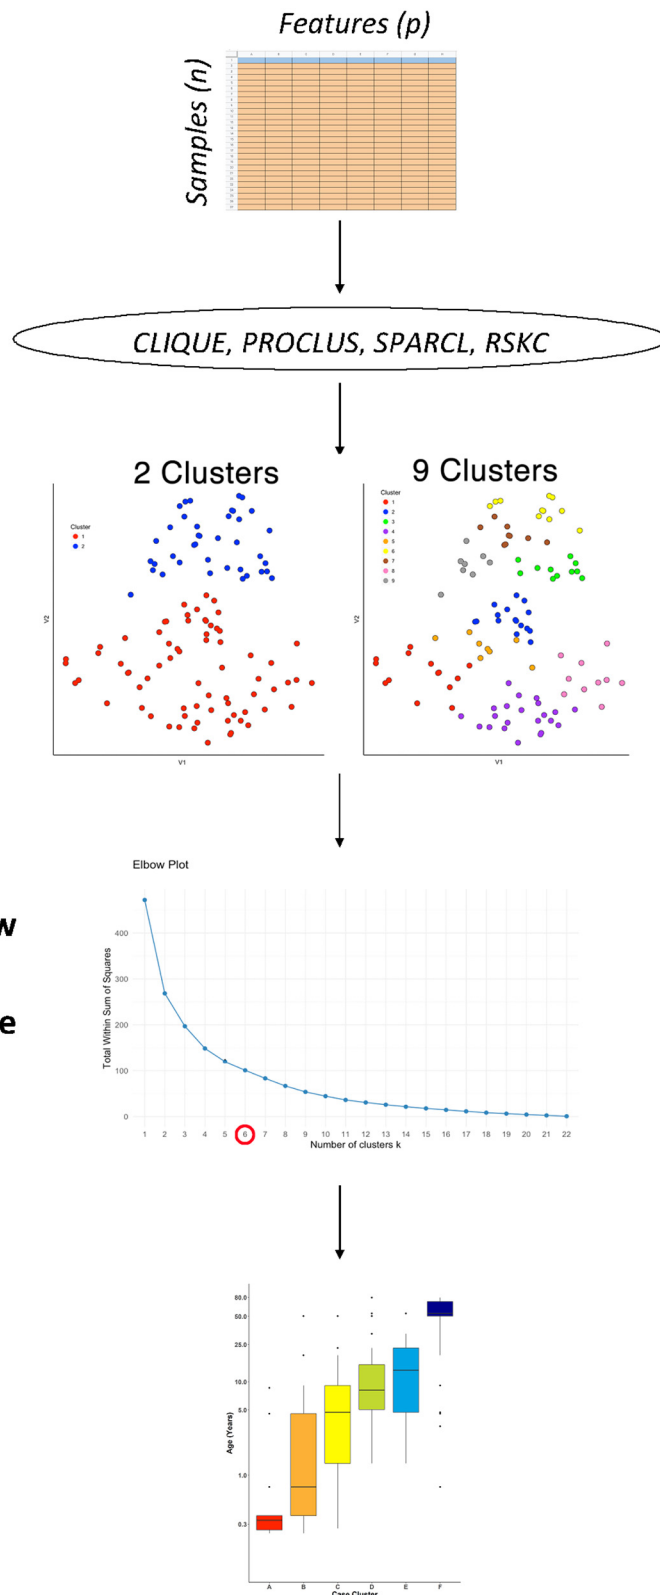 Features (p)
Samples (n)
CLIQUE, PROCLUS, SPARCL, RSKC
2 Clusters
Cluster
1
2
V2
V1
9 Clusters
Cluster
1
2
3
4
5
6
7
8
9
V2
V1
w
e
Elbow Plot
Total Within Sum of Squares
400
300
200
100
0
1 2 3 4 5 6 7 8 9 10 11 12 13 14 15 16 17 18 19 20 21 22
Number of clusters k
Age (Years)
80.0
50.0
25.0
10.0
5.0
1.0
0.3
A B C D E F
Case Cluster